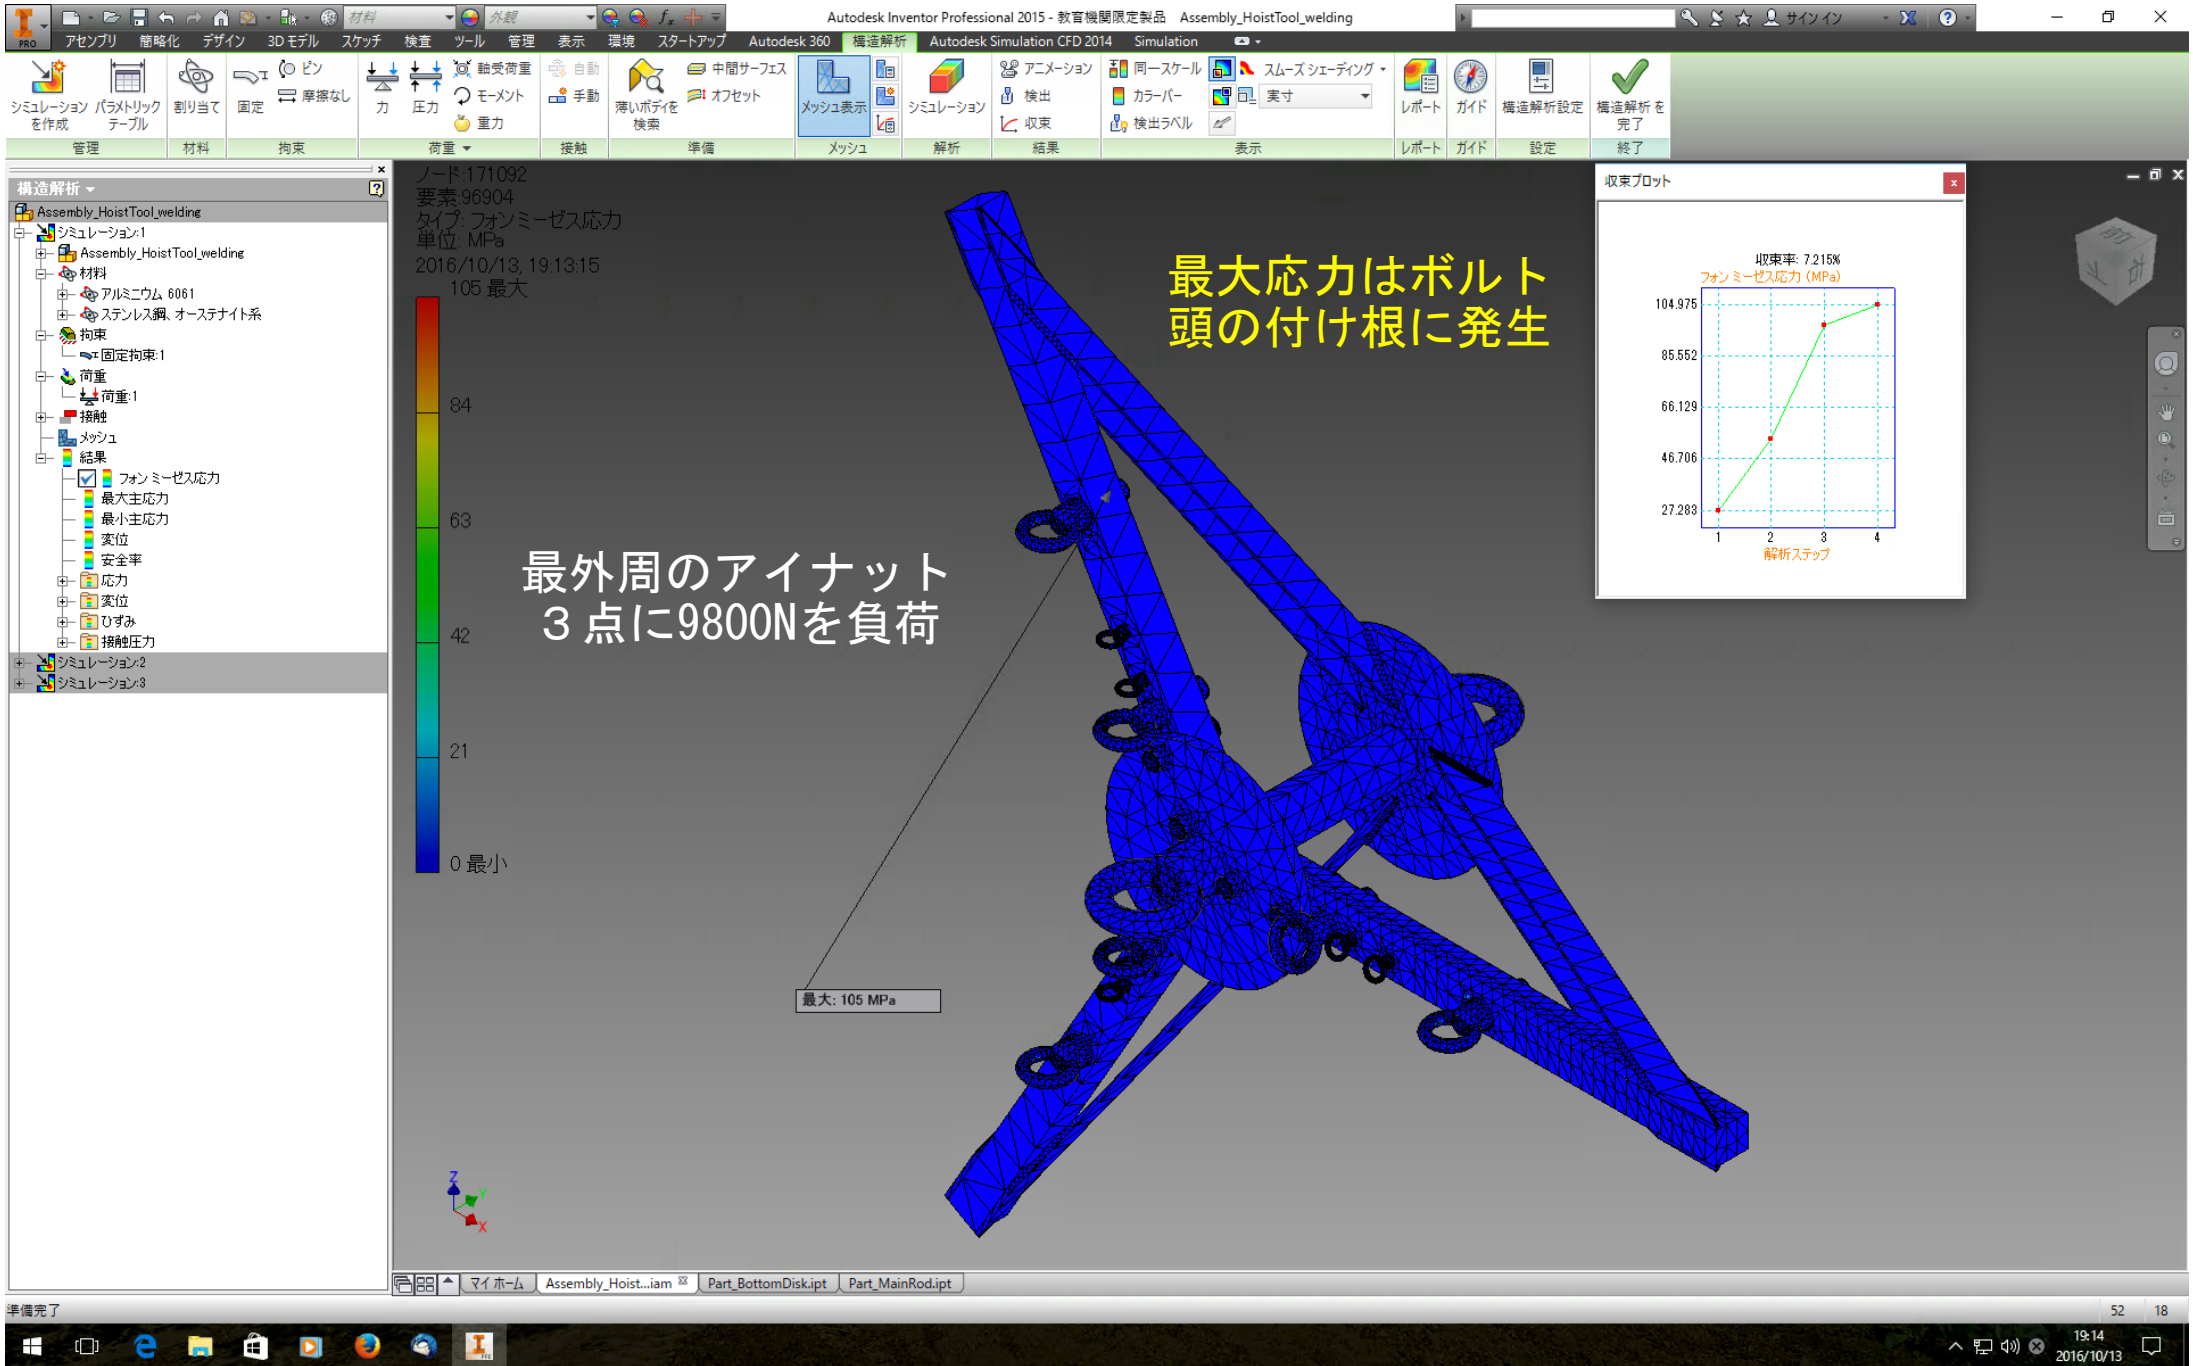 PRO
材料
外観
Autodesk Inventor Professional 2015 - 教育機関限定製品 Assembly_HoistTool_welding
サインイン
アセンブリ 簡略化 デザイン 3D モデル スケッチ 検査 ツール 管理 表示 環境 スタートアップ Autodesk 360 構造解析 Autodesk Simulation CFD 2014 Simulation
シミュレーション
を作成
パラメトリック
テーブル
割り当て
固定
ピン
摩擦なし
力
圧力
軸受荷重
モーメント
重力
自動
手動
薄いボディを
検索
中間サーフェス
オフセット
メッシュ表示
シミュレーション
アニメーション
検出
収束
同一スケール
カラーバー
検出ラベル
スムーズ シェーディング
実寸
レポート
ガイド
構造解析設定
構造解析 を
完了
管理 材料 拘束 荷重 接触 準備 メッシュ 解析 結果 表示 レポート ガイド 設定 終了
構造解析
Assembly_HoistTool_welding
シミュレーション:1
Assembly_HoistTool_welding
材料
アルミニウム 6061
ステンレス鋼、オーステナイト系
拘束
固定拘束:1
荷重
荷重:1
接触
メッシュ
結果
フォン ミーゼス応力
最大主応力
最小主応力
変位
安全率
応力
変位
ひずみ
接触圧力
シミュレーション:2
シミュレーション:3
ノード:171092
要素:96904
タイプ: フォン ミーゼス応力
単位: MPa
2016/10/13, 19:13:15
105 最大
84
63
42
21
0 最小
最大応力はボルト
頭の付け根に発生
最外周のアイナット
３点に9800Nを負荷
最大: 105 MPa
収束プロット
収束率: 7.215%
フォン ミーゼス応力 (MPa)
104.975
85.552
66.129
46.706
27.283
1 2 3 4
解析ステップ
Z
Y
X
マイ ホーム Assembly_Hoist...iam Part_BottomDisk.ipt Part_MainRod.ipt
準備完了
52 18
19:14
2016/10/13